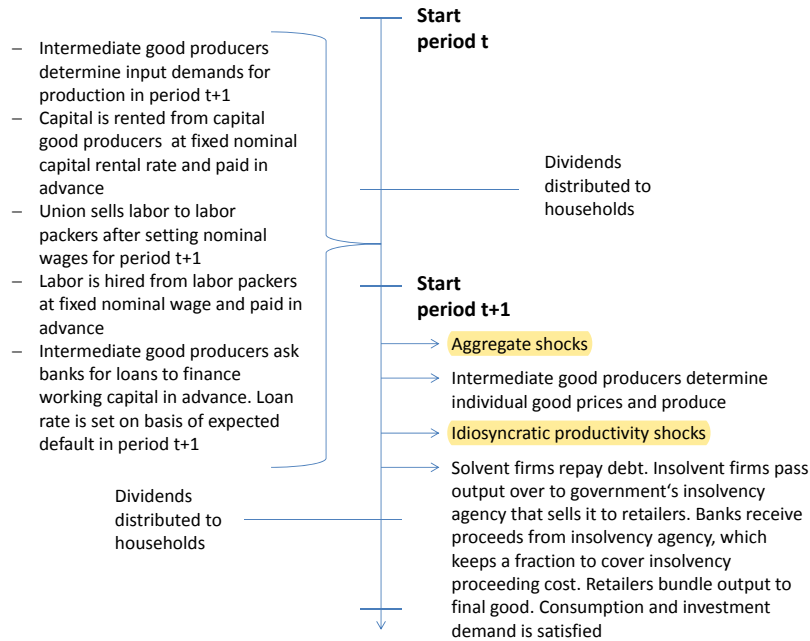 Start
period t
– Intermediate good producers
determine input demands for
production in period t+1
– Capital is rented from capital
good producers at fixed nominal
capital rental rate and paid in
advance
– Union sells labor to labor
packers after setting nominal
wages for period t+1
– Labor is hired from labor packers
at fixed nominal wage and paid in
advance
– Intermediate good producers ask
banks for loans to finance
working capital in advance. Loan
rate is set on basis of expected
default in period t+1
Dividends
distributed to
households
Start
period t+1
Aggregate shocks
Intermediate good producers determine
individual good prices and produce
Idiosyncratic productivity shocks
Solvent firms repay debt. Insolvent firms pass
output over to government‘s insolvency
agency that sells it to retailers. Banks receive
proceeds from insolvency agency, which
keeps a fraction to cover insolvency
proceeding cost. Retailers bundle output to
final good. Consumption and investment
demand is satisfied
Dividends
distributed to
households